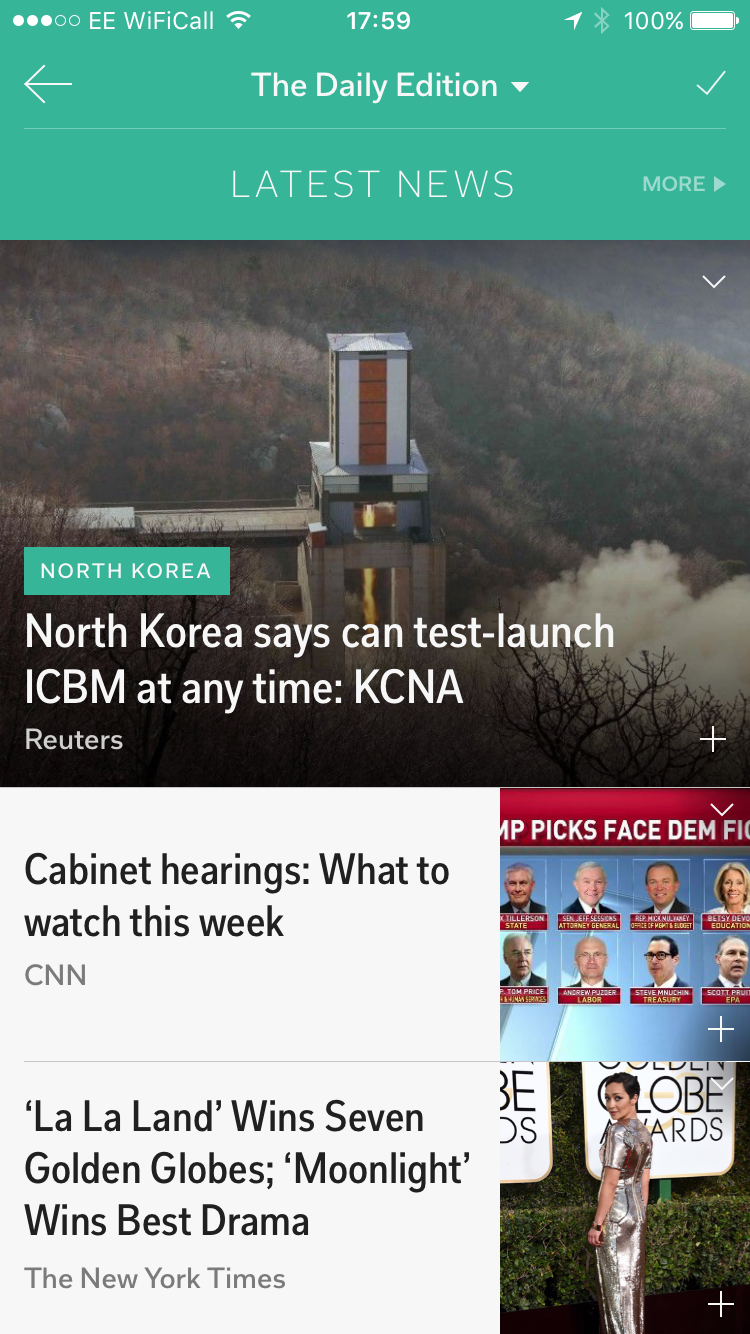 EE WiFiCall 17:59 100%
The Daily Edition
LATEST NEWS MORE
NORTH KOREA
North Korea says can test-launch
ICBM at any time: KCNA
Reuters
Cabinet hearings: What to
watch this week
CNN
MP PICKS FACE DEM FIG
TILLERSON SEN. JEFF SESSIONS REP. MICK MULVANEY BETSY DEVO
STATE ATTORNEY GENERAL OFFICE OF MGMT & BUDGET EDUCATION
P. TOM PRICE ANDREW PUZDER STEVE MNUCHIN SCOTT PRUIT
& HUMAN SERVICES LABOR TREASURY EPA
‘La La Land’ Wins Seven
Golden Globes; ‘Moonlight’
Wins Best Drama
The New York Times
GOLDEN
BE GLOBE
DS AWARDS